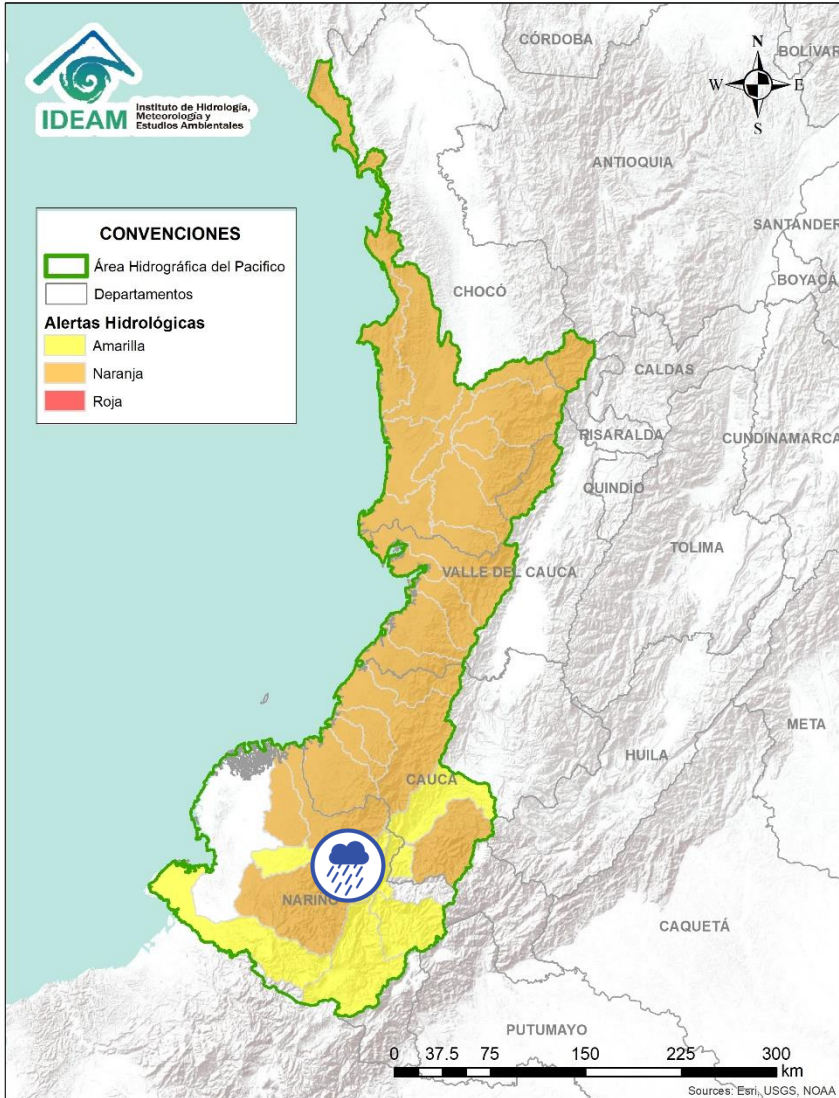 IDEAM
Instituto de Hidrología,
Meteorología y
Estudios Ambientales
CONVENCIONES
Área Hidrográfica del Pacifico
Departamentos
Alertas Hidrológicas
Amarilla
Naranja
Roja
N
W E
S
CÓRDOBA
BOLÍVAR
ANTIOQUIA
SANTANDER
BOYACÁ
CHOCÓ
CALDAS
RISARALDA
CUNDINAMARCA
QUINDÍO
TOLIMA
VALLE DEL CAUCA
META
HUILA
CAUCA
NARIÑO
CAQUETÁ
PUTUMAYO
0 37.5 75 150 225 300
km
Sources: Esri, USGS, NOAA